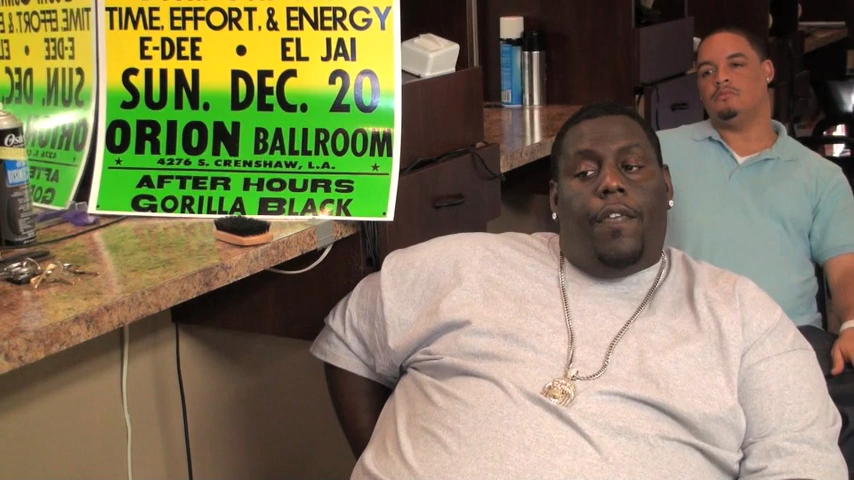 TIME, EFFORT, & ENERGY
E-DEE • EL JAI
SUN. DEC. 20
ORION BALLROOM
★ 4276 S. CRENSHAW, L.A. ★
AFTER HOURS
GORILLA BLACK